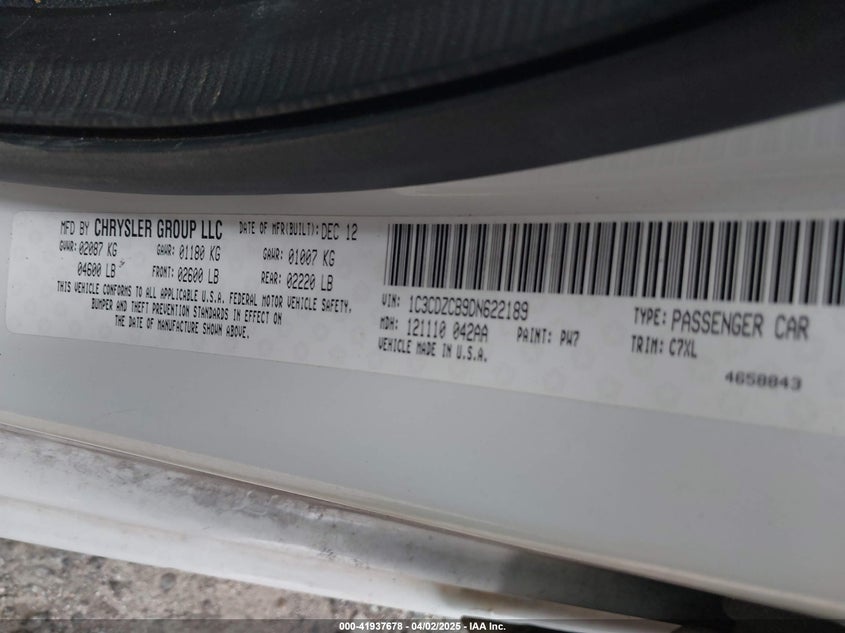 MFD BY CHRYSLER GROUP LLC DATE OF MFR(BUILT): DEC 12
GVWR: 02087 KG GAWR: 01180 KG GAWR: 01007 KG
04600 LB FRONT: 02600 LB REAR: 02220 LB
THIS VEHICLE CONFORMS TO ALL APPLICABLE U.S.A. FEDERAL MOTOR VEHICLE SAFETY,
BUMPER AND THEFT PREVENTION STANDARDS IN EFFECT ON
THE DATE OF MANUFACTURE SHOWN ABOVE.
VIN: 1C3CDZCB9DN622189 TYPE: PASSENGER CAR
MDH: 121110 042AA PAINT: PW7 TRIM: C7XL
VEHICLE MADE IN U.S.A.
4658843
000-41937678 - 04/02/2025 - IAA Inc.